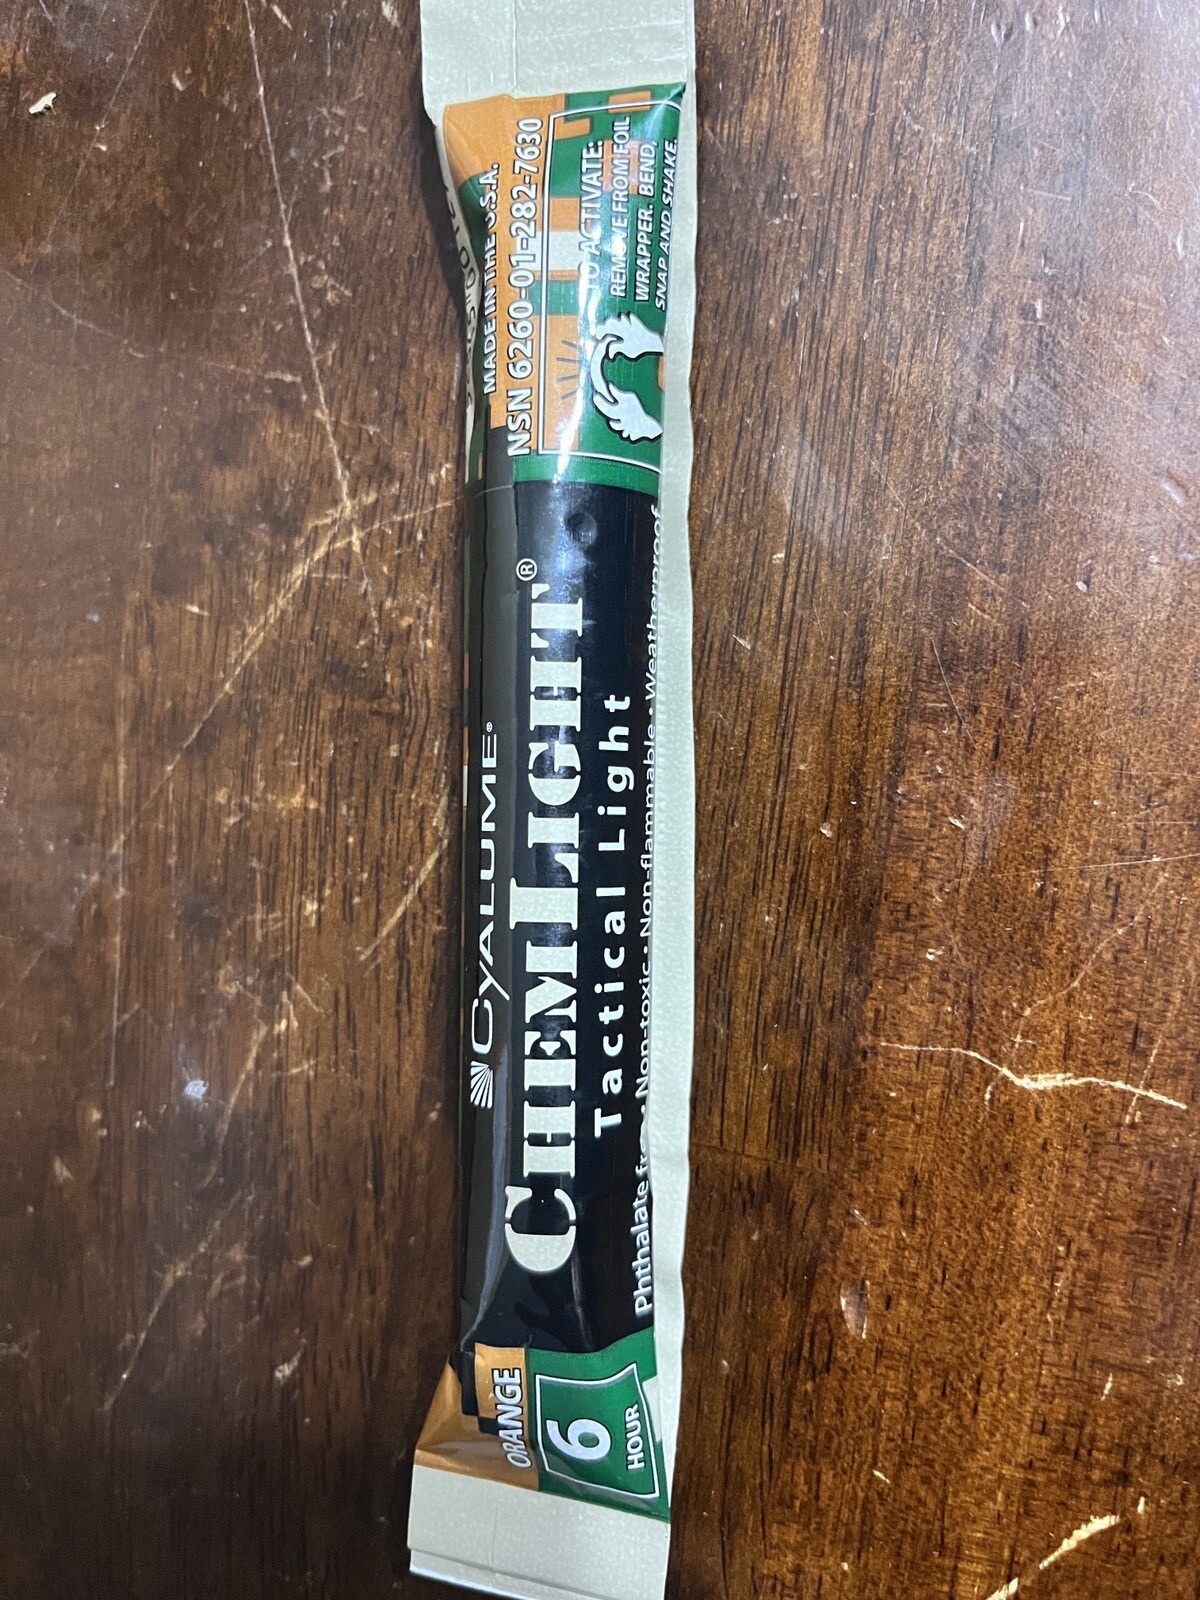 MADE IN THE U.S.A.
NSN 6260-01-282-7630
TO ACTIVATE:
REMOVE FROM FOIL
WRAPPER. BEND,
SNAP AND SHAKE.
CYALUME®
CHEMLIGHT®
Tactical Light
Phthalate • Non-toxic • Non-flammable • Weatherproof
ORANGE
6
HOUR